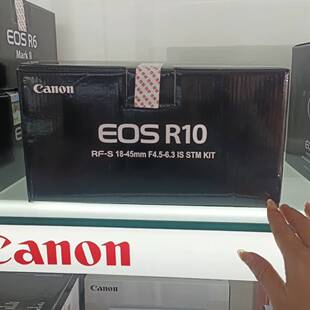 EOS R6
Mark II
Canon
EOS R10
RF-S 18-45mm F4.5-6.3 IS STM KIT
Canon
Canon